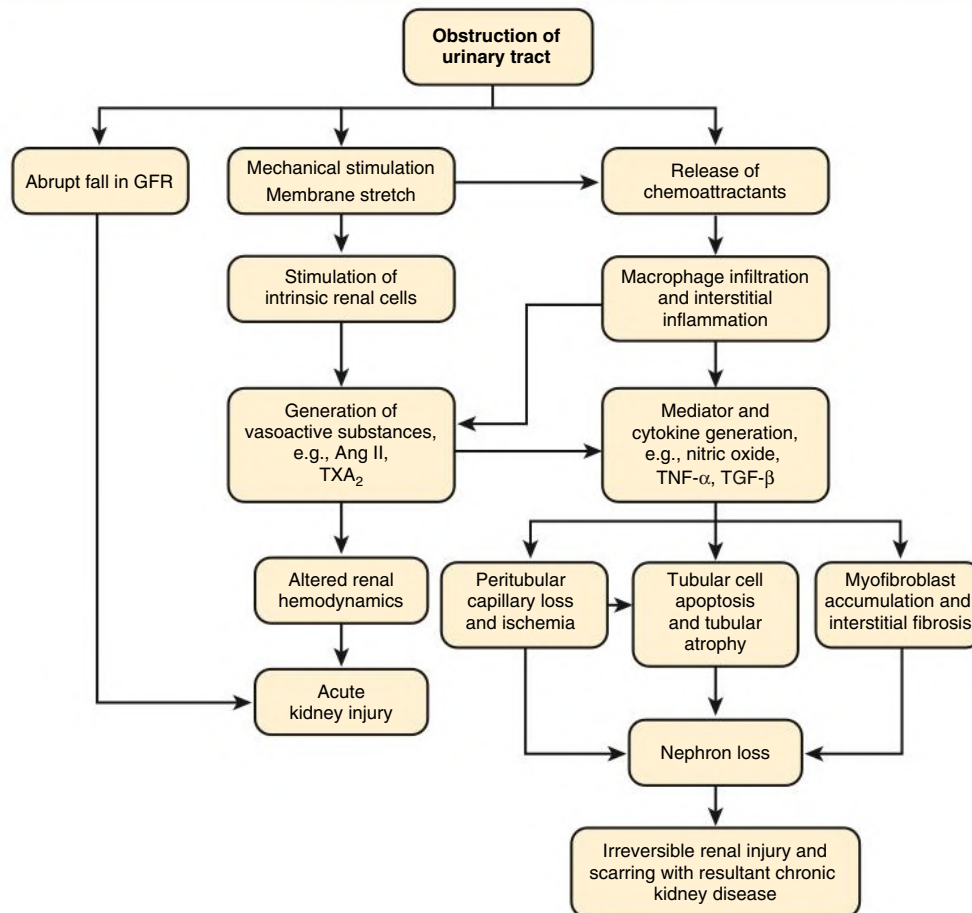 Obstruction of
urinary tract
Abrupt fall in GFR
Mechanical stimulation
Membrane stretch
Release of
chemoattractants
Stimulation of
intrinsic renal cells
Macrophage infiltration
and interstitial
inflammation
Generation of
vasoactive substances,
e.g., Ang II,
TXA₂
Mediator and
cytokine generation,
e.g., nitric oxide,
TNF-α, TGF-β
Altered renal
hemodynamics
Peritubular
capillary loss
and ischemia
Tubular cell
apoptosis
and tubular
atrophy
Myofibroblast
accumulation and
interstitial fibrosis
Acute
kidney injury
Nephron loss
Irreversible renal injury and
scarring with resultant chronic
kidney disease